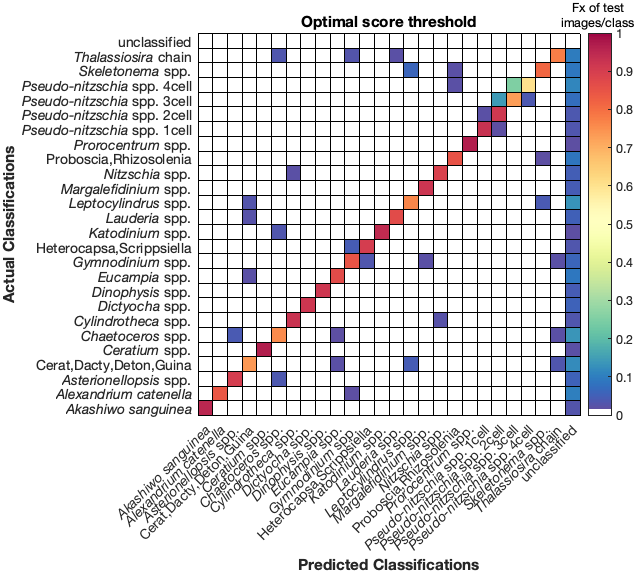 Optimal score threshold
Fx of test
images/class
Actual Classifications
unclassified
Thalassiosira chain
Skeletonema spp.
Pseudo-nitzschia spp. 4cell
Pseudo-nitzschia spp. 3cell
Pseudo-nitzschia spp. 2cell
Pseudo-nitzschia spp. 1cell
Prorocentrum spp.
Proboscia,Rhizosolenia
Nitzschia spp.
Margalefidinium spp.
Leptocylindrus spp.
Lauderia spp.
Katodinium spp.
Heterocapsa,Scrippsiella
Gymnodinium spp.
Eucampia spp.
Dinophysis spp.
Dictyocha spp.
Cylindrotheca spp.
Chaetoceros spp.
Ceratium spp.
Cerat,Dacty,Deton,Guina
Asterionellopsis spp.
Alexandrium catenella
Akashiwo sanguinea
1
0.9
0.8
0.7
0.6
0.5
0.4
0.3
0.2
0.1
0
Akashiwo sanguinea
Alexandrium catenella
Asterionellopsis spp.
Cerat,Dacty,Deton,Guina
Ceratium spp.
Chaetoceros spp.
Cylindrotheca spp.
Dictyocha spp.
Dinophysis spp.
Eucampia spp.
Gymnodinium spp.
Heterocapsa,Scrippsiella
Katodinium spp.
Lauderia spp.
Leptocylindrus spp.
Margalefidinium spp.
Nitzschia spp.
Proboscia,Rhizosolenia
Prorocentrum spp.
Pseudo-nitzschia spp. 1cell
Pseudo-nitzschia spp. 2cell
Pseudo-nitzschia spp. 3cell
Pseudo-nitzschia spp. 4cell
Skeletonema spp.
Thalassiosira chain
unclassified
Predicted Classifications